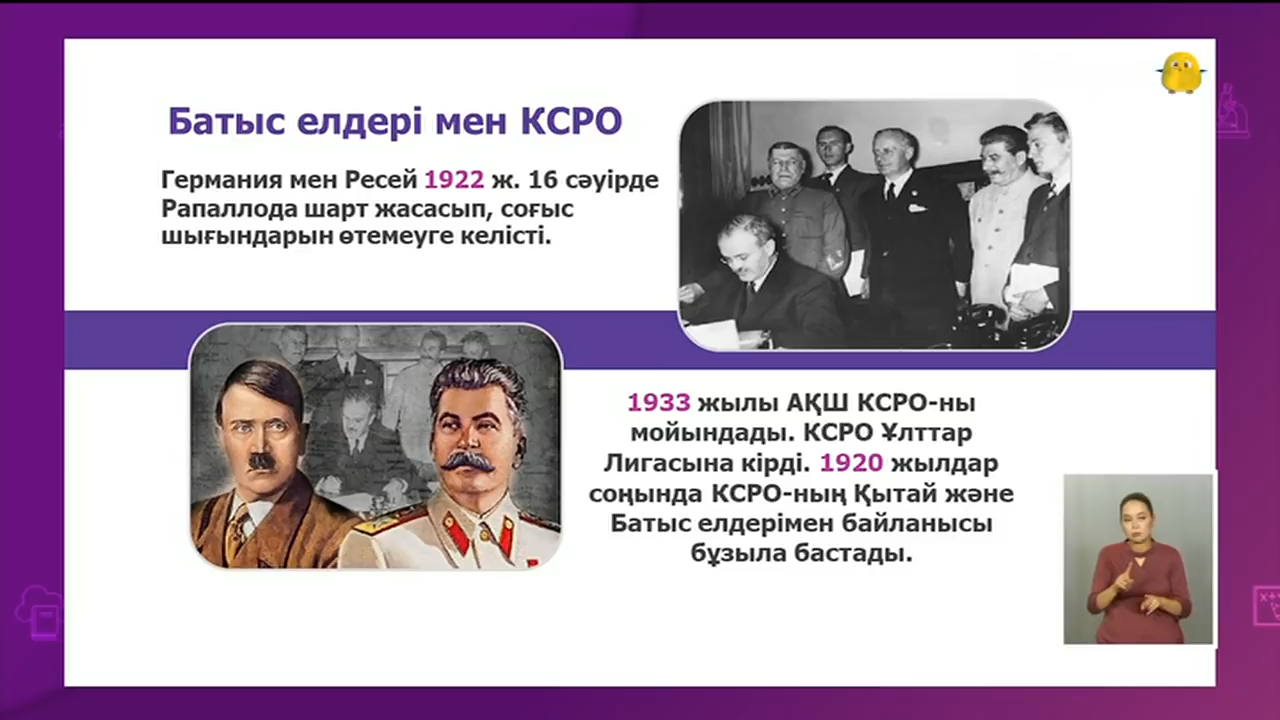 Батыс елдері мен КСРО
Германия мен Ресей 1922 ж. 16 сәуірде
Рапаллода шарт жасасып, соғыс
шығындарын өтемеуге келісті.
1933 жылы АҚШ КСРО-ны
мойындады. КСРО Ұлттар
Лигасына кірді. 1920 жылдар
соңында КСРО-ның Қытай және
Батыс елдерімен байланысы
бұзыла бастады.